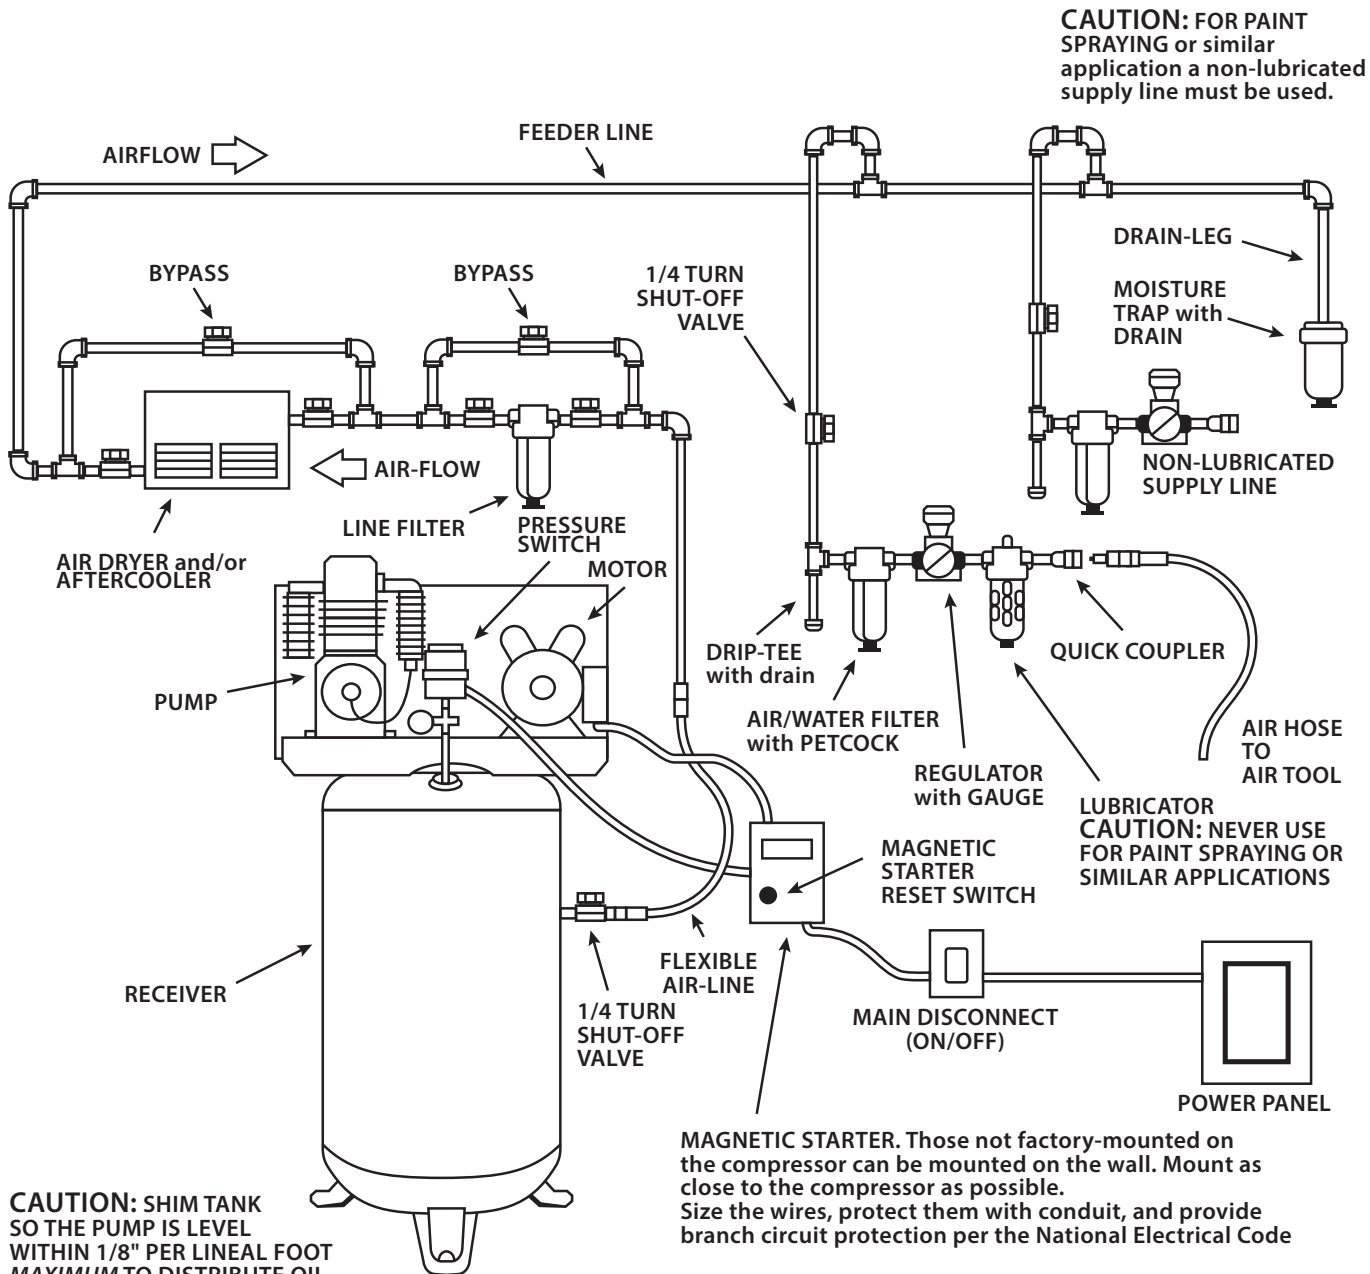 CAUTION: FOR PAINT
SPRAYING or similar
application a non-lubricated
supply line must be used.
AIRFLOW
FEEDER LINE
BYPASS
BYPASS
1/4 TURN
SHUT-OFF
VALVE
DRAIN-LEG
MOISTURE
TRAP with
DRAIN
AIR-FLOW
NON-LUBRICATED
SUPPLY LINE
LINE FILTER
PRESSURE
SWITCH
AIR DRYER and/or
AFTERCOOLER
MOTOR
PUMP
DRIP-TEE
with drain
QUICK COUPLER
AIR/WATER FILTER
with PETCOCK
AIR HOSE
TO
AIR TOOL
REGULATOR
with GAUGE
LUBRICATOR
CAUTION: NEVER USE
FOR PAINT SPRAYING OR
SIMILAR APPLICATIONS
MAGNETIC
STARTER
RESET SWITCH
RECEIVER
FLEXIBLE
AIR-LINE
1/4 TURN
SHUT-OFF
VALVE
MAIN DISCONNECT
(ON/OFF)
POWER PANEL
MAGNETIC STARTER. Those not factory-mounted on
the compressor can be mounted on the wall. Mount as
close to the compressor as possible.
Size the wires, protect them with conduit, and provide
branch circuit protection per the National Electrical Code
CAUTION: SHIM TANK
SO THE PUMP IS LEVEL
WITHIN 1/8" PER LINEAL FOOT
MAXIMUM TO DISTRIBUTE OIL